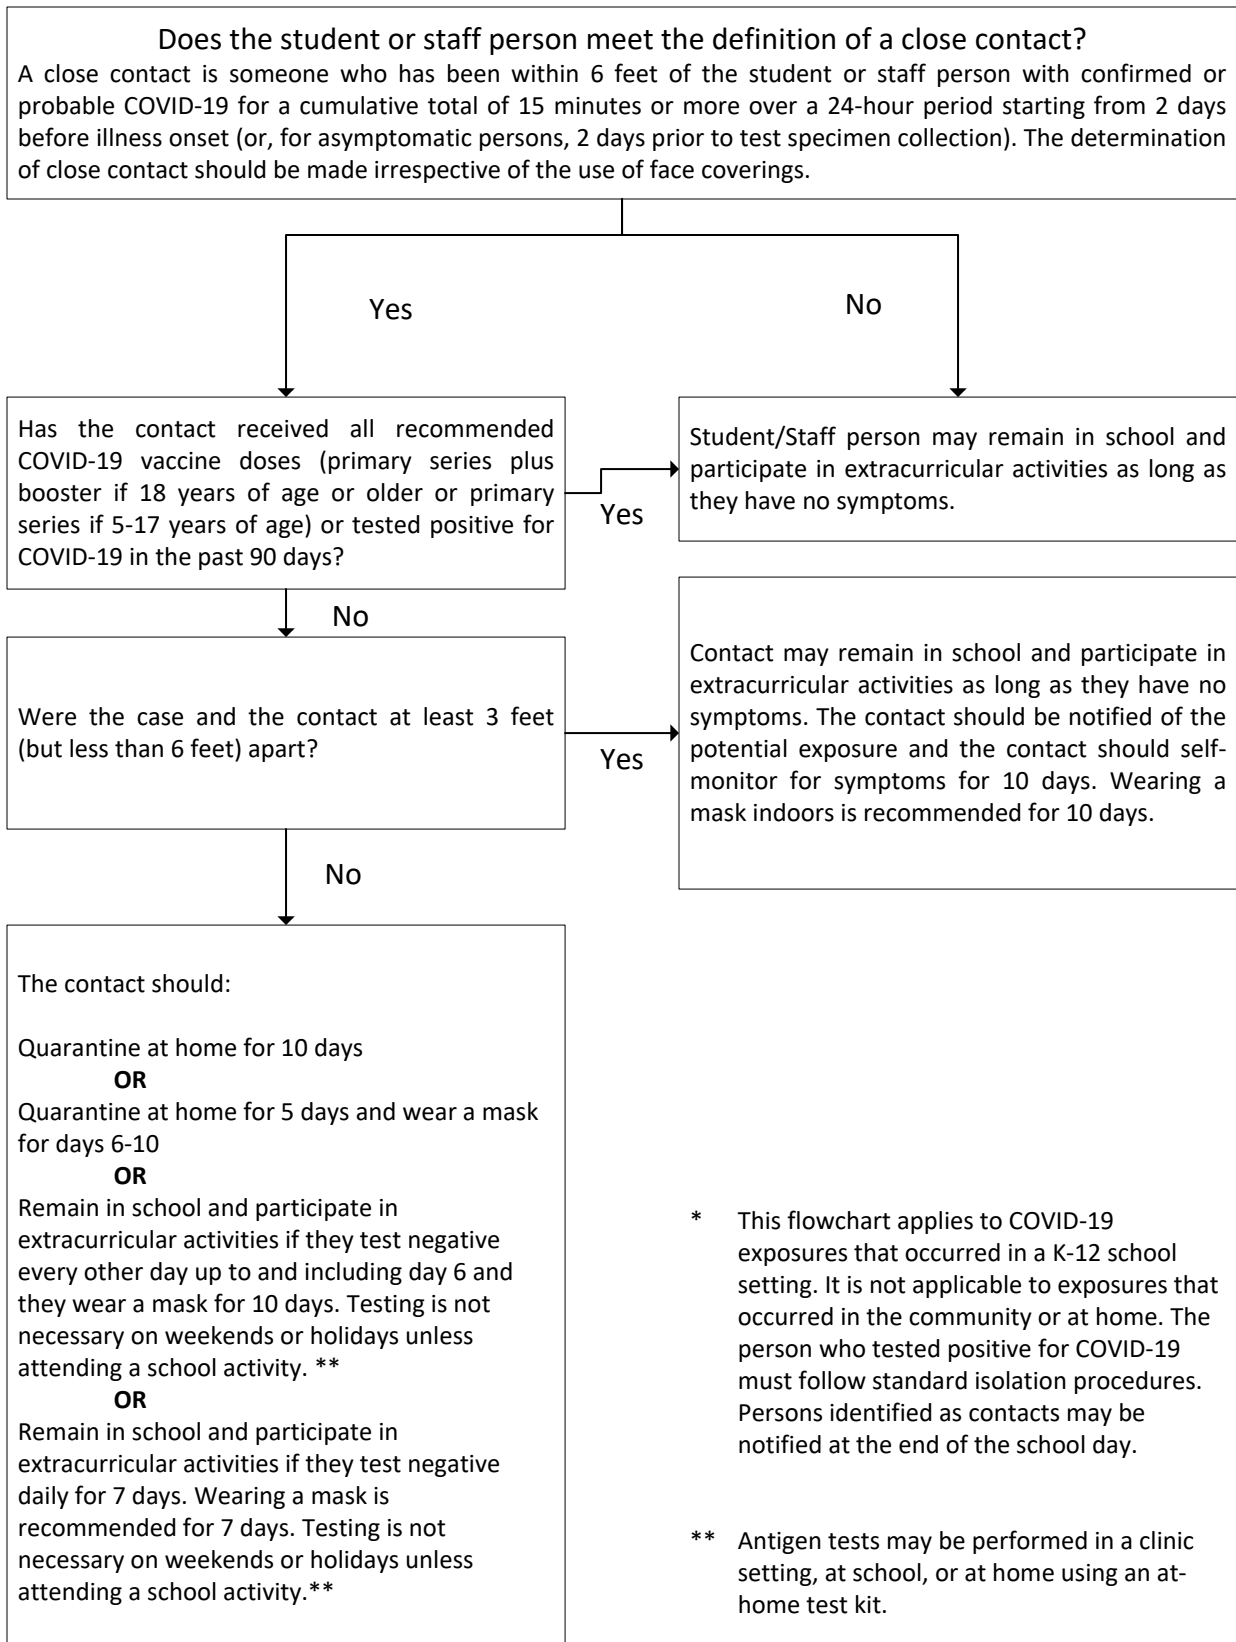 Does the student or staff person meet the definition of a close contact?
A close contact is someone who has been within 6 feet of the student or staff person with confirmed or
probable COVID-19 for a cumulative total of 15 minutes or more over a 24-hour period starting from 2 days
before illness onset (or, for asymptomatic persons, 2 days prior to test specimen collection). The determination
of close contact should be made irrespective of the use of face coverings.
Yes
No
Has the contact received all recommended
COVID-19 vaccine doses (primary series plus
booster if 18 years of age or older or primary
series if 5-17 years of age) or tested positive for
COVID-19 in the past 90 days?
Yes
Student/Staff person may remain in school and
participate in extracurricular activities as long as
they have no symptoms.
No
Were the case and the contact at least 3 feet
(but less than 6 feet) apart?
Yes
Contact may remain in school and participate in
extracurricular activities as long as they have no
symptoms. The contact should be notified of the
potential exposure and the contact should self-
monitor for symptoms for 10 days. Wearing a
mask indoors is recommended for 10 days.
No
The contact should:
Quarantine at home for 10 days
OR
Quarantine at home for 5 days and wear a mask
for days 6-10
OR
Remain in school and participate in
extracurricular activities if they test negative
every other day up to and including day 6 and
they wear a mask for 10 days. Testing is not
necessary on weekends or holidays unless
attending a school activity. **
OR
Remain in school and participate in
extracurricular activities if they test negative
daily for 7 days. Wearing a mask is
recommended for 7 days. Testing is not
necessary on weekends or holidays unless
attending a school activity.**
* This flowchart applies to COVID-19
exposures that occurred in a K-12 school
setting. It is not applicable to exposures that
occurred in the community or at home. The
person who tested positive for COVID-19
must follow standard isolation procedures.
Persons identified as contacts may be
notified at the end of the school day.
** Antigen tests may be performed in a clinic
setting, at school, or at home using an at-
home test kit.